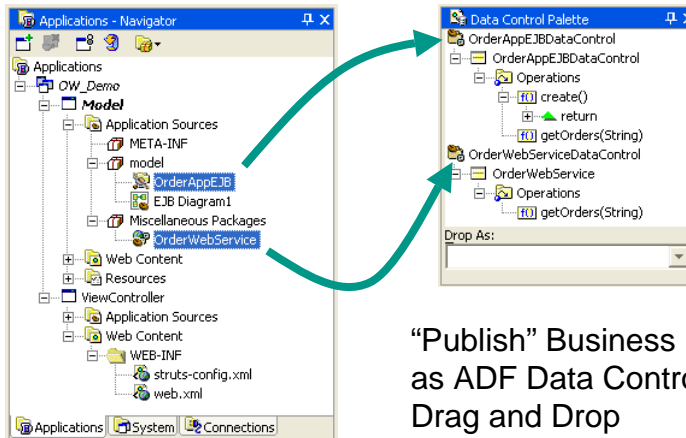 Applications - Navigator
Applications
OW_Demo
Model
Application Sources
META-INF
model
OrderAppEJB
EJB Diagram1
Miscellaneous Packages
OrderWebService
Web Content
Resources
ViewController
Application Sources
Web Content
WEB-INF
struts-config.xml
web.xml
Applications
System
Connections
Data Control Palette
OrderAppEJBDataControl
OrderAppEJBDataControl
Operations
f() create()
return
f() getOrders(String)
OrderWebServiceDataControl
OrderWebService
Operations
f() getOrders(String)
Drop As:
“Publish” Business
as ADF Data Contro
Drag and Drop